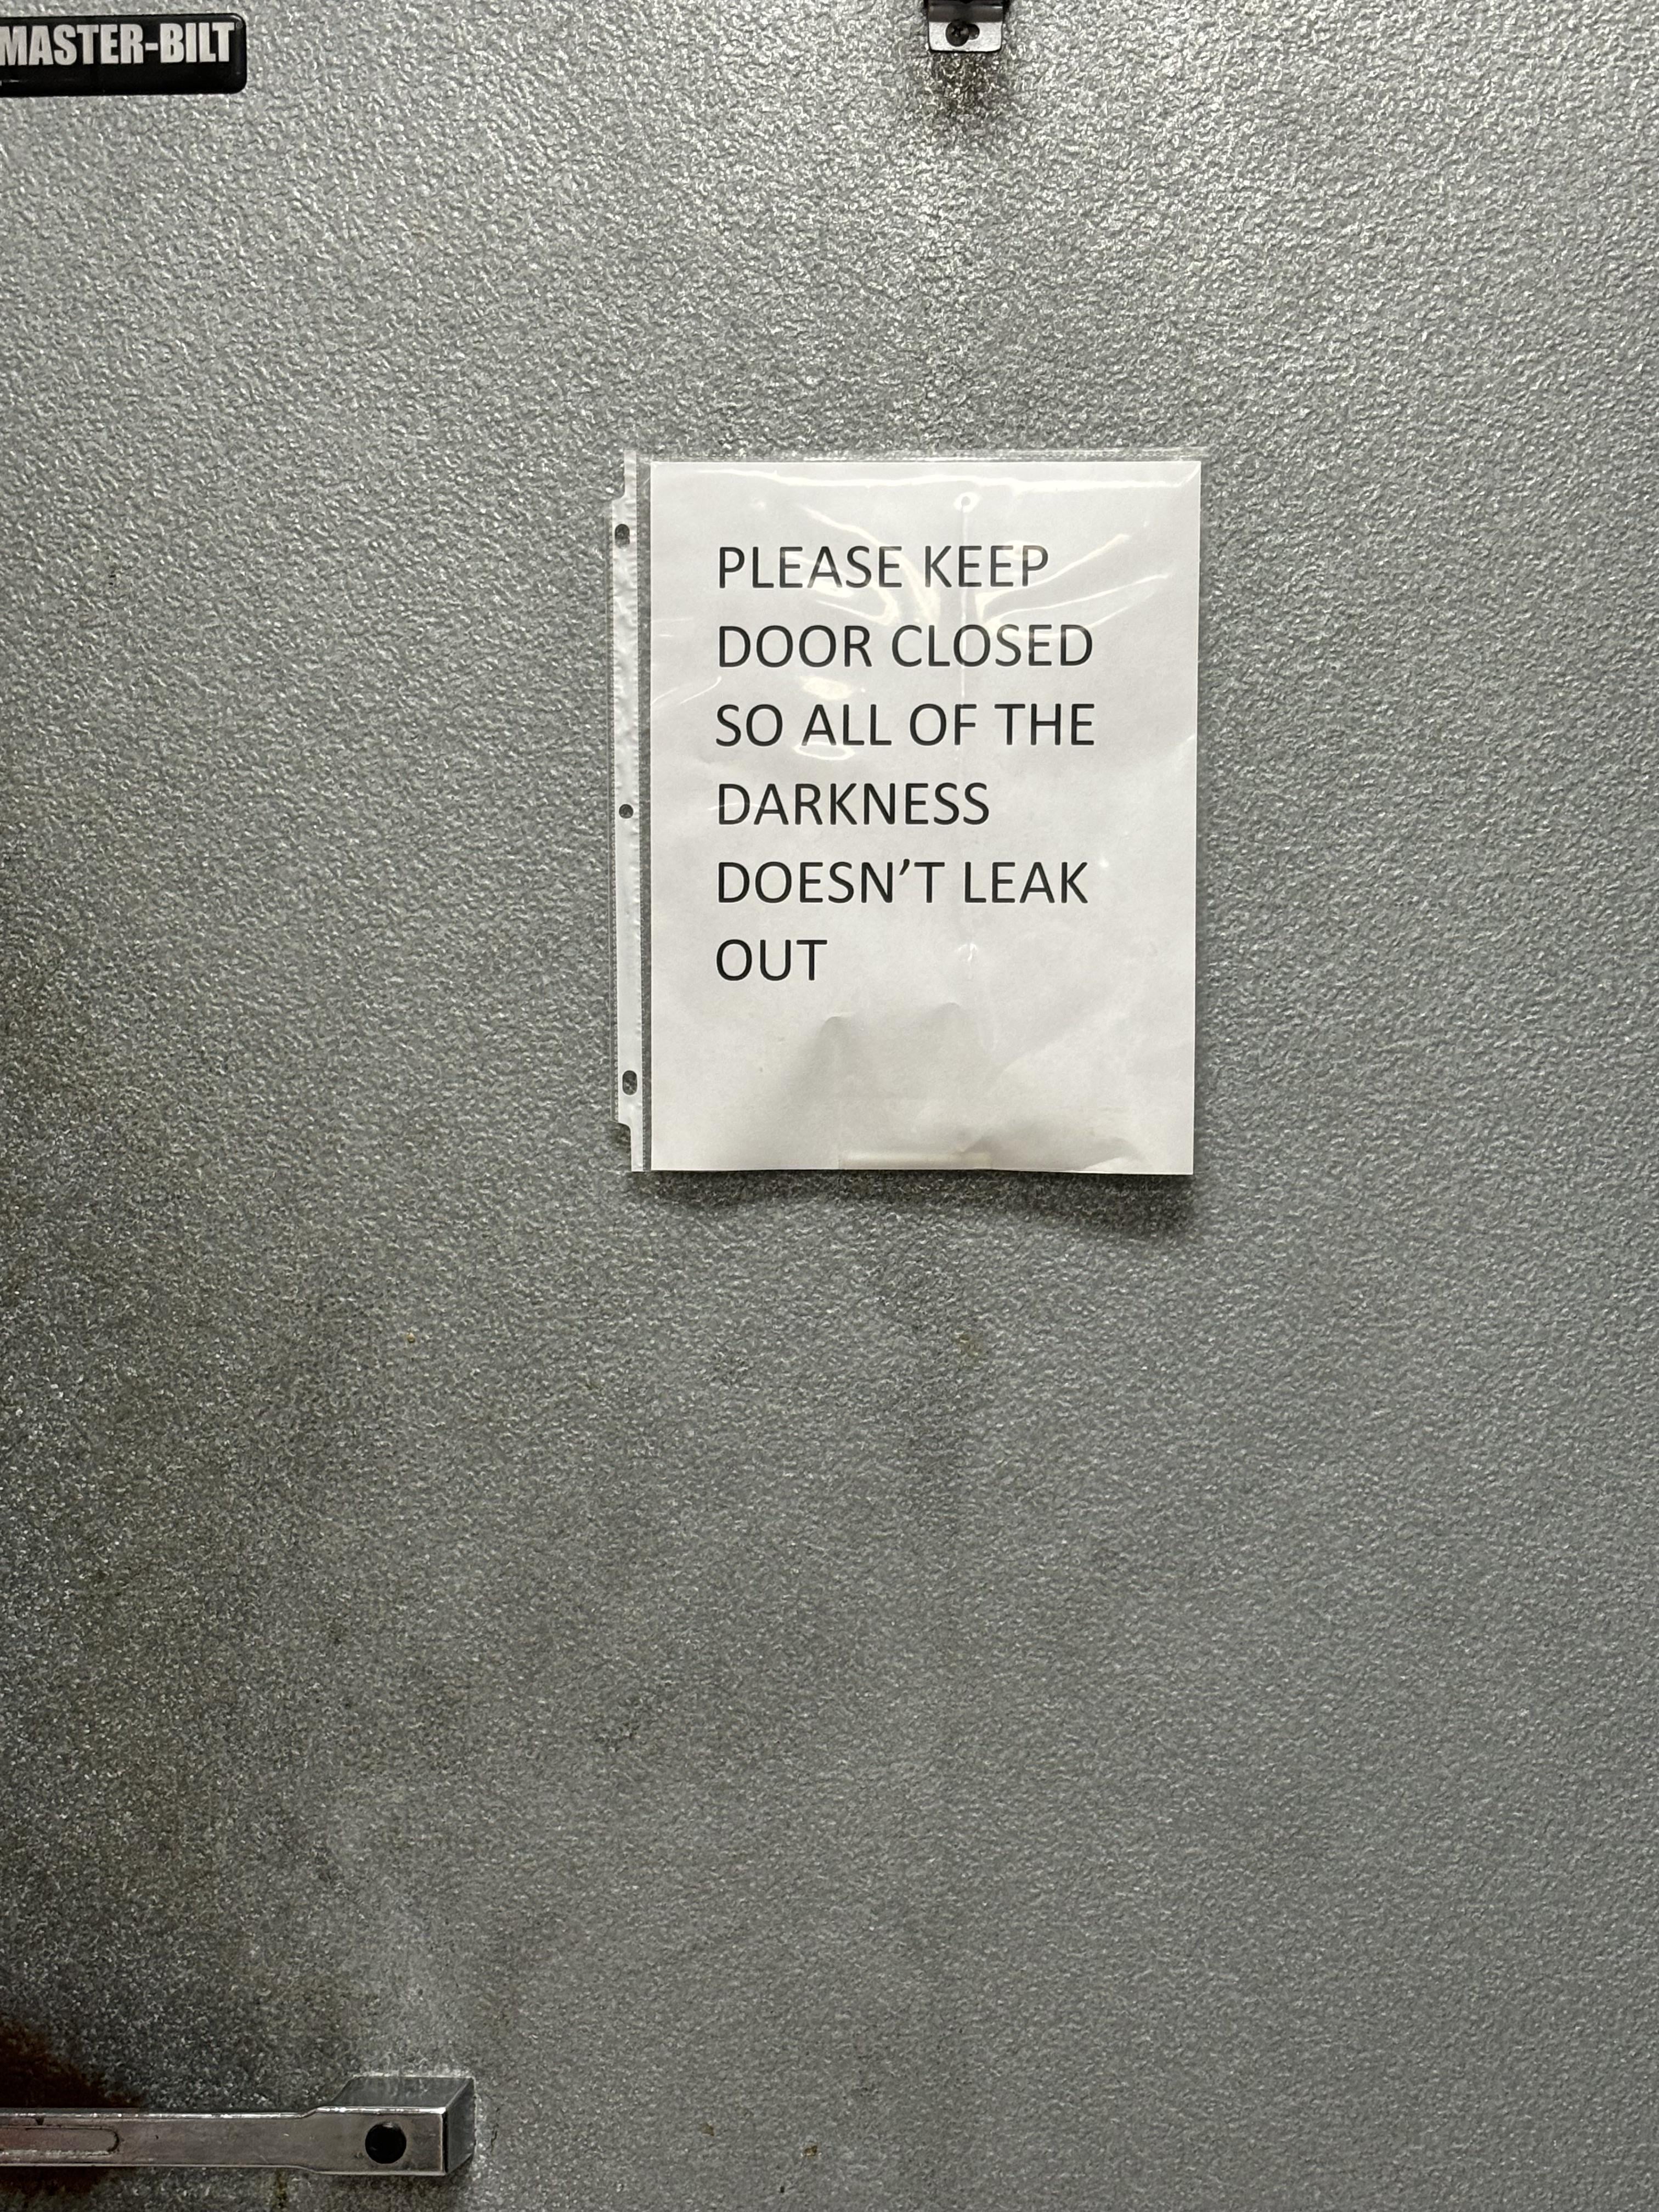 MASTER-BILT
PLEASE KEEP
DOOR CLOSED
SO ALL OF THE
DARKNESS
DOESN’T LEAK
OUT